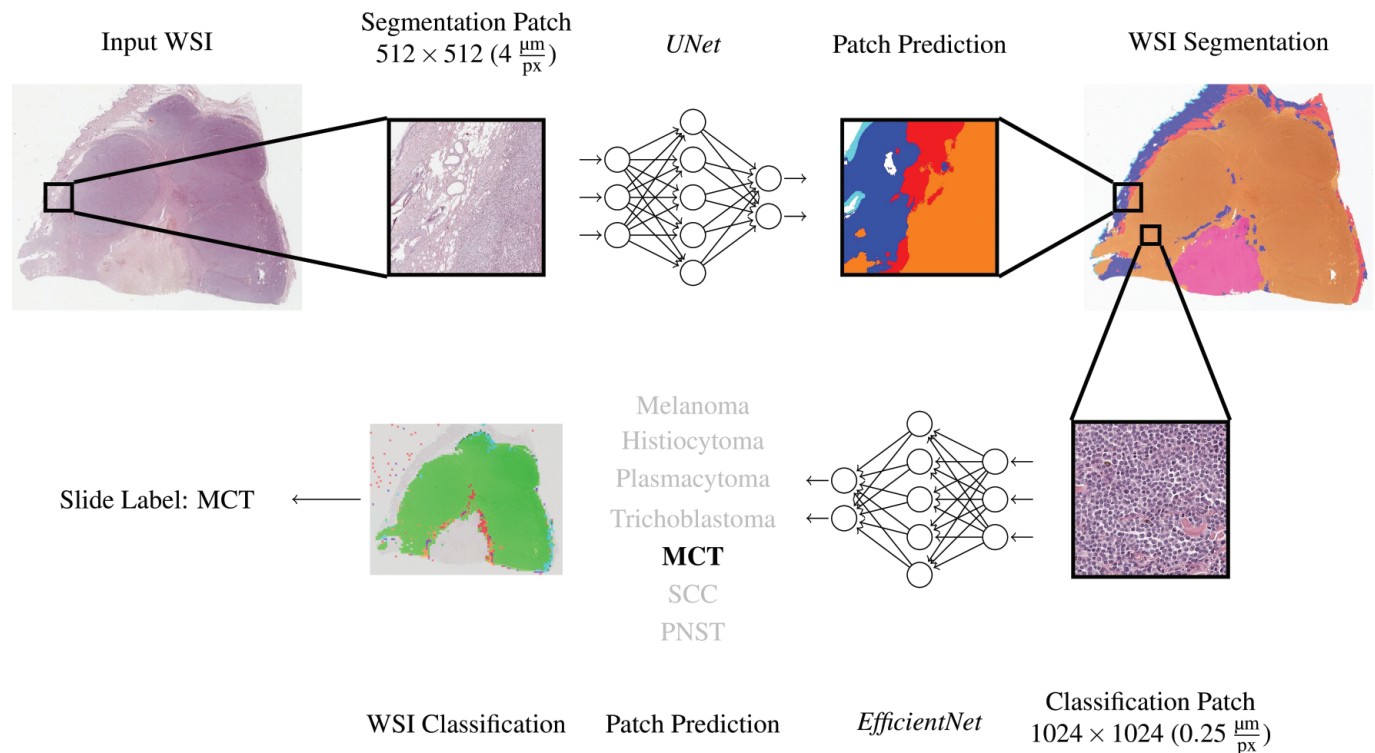 Input WSI
Segmentation Patch
512 × 512 (4 μm/px)
UNet
Patch Prediction
WSI Segmentation
Melanoma
Histiocytoma
Plasmacytoma
Trichoblastoma
MCT
SCC
PNST
Slide Label: MCT
WSI Classification
Patch Prediction
EfficientNet
Classification Patch
1024 × 1024 (0.25 μm/px)